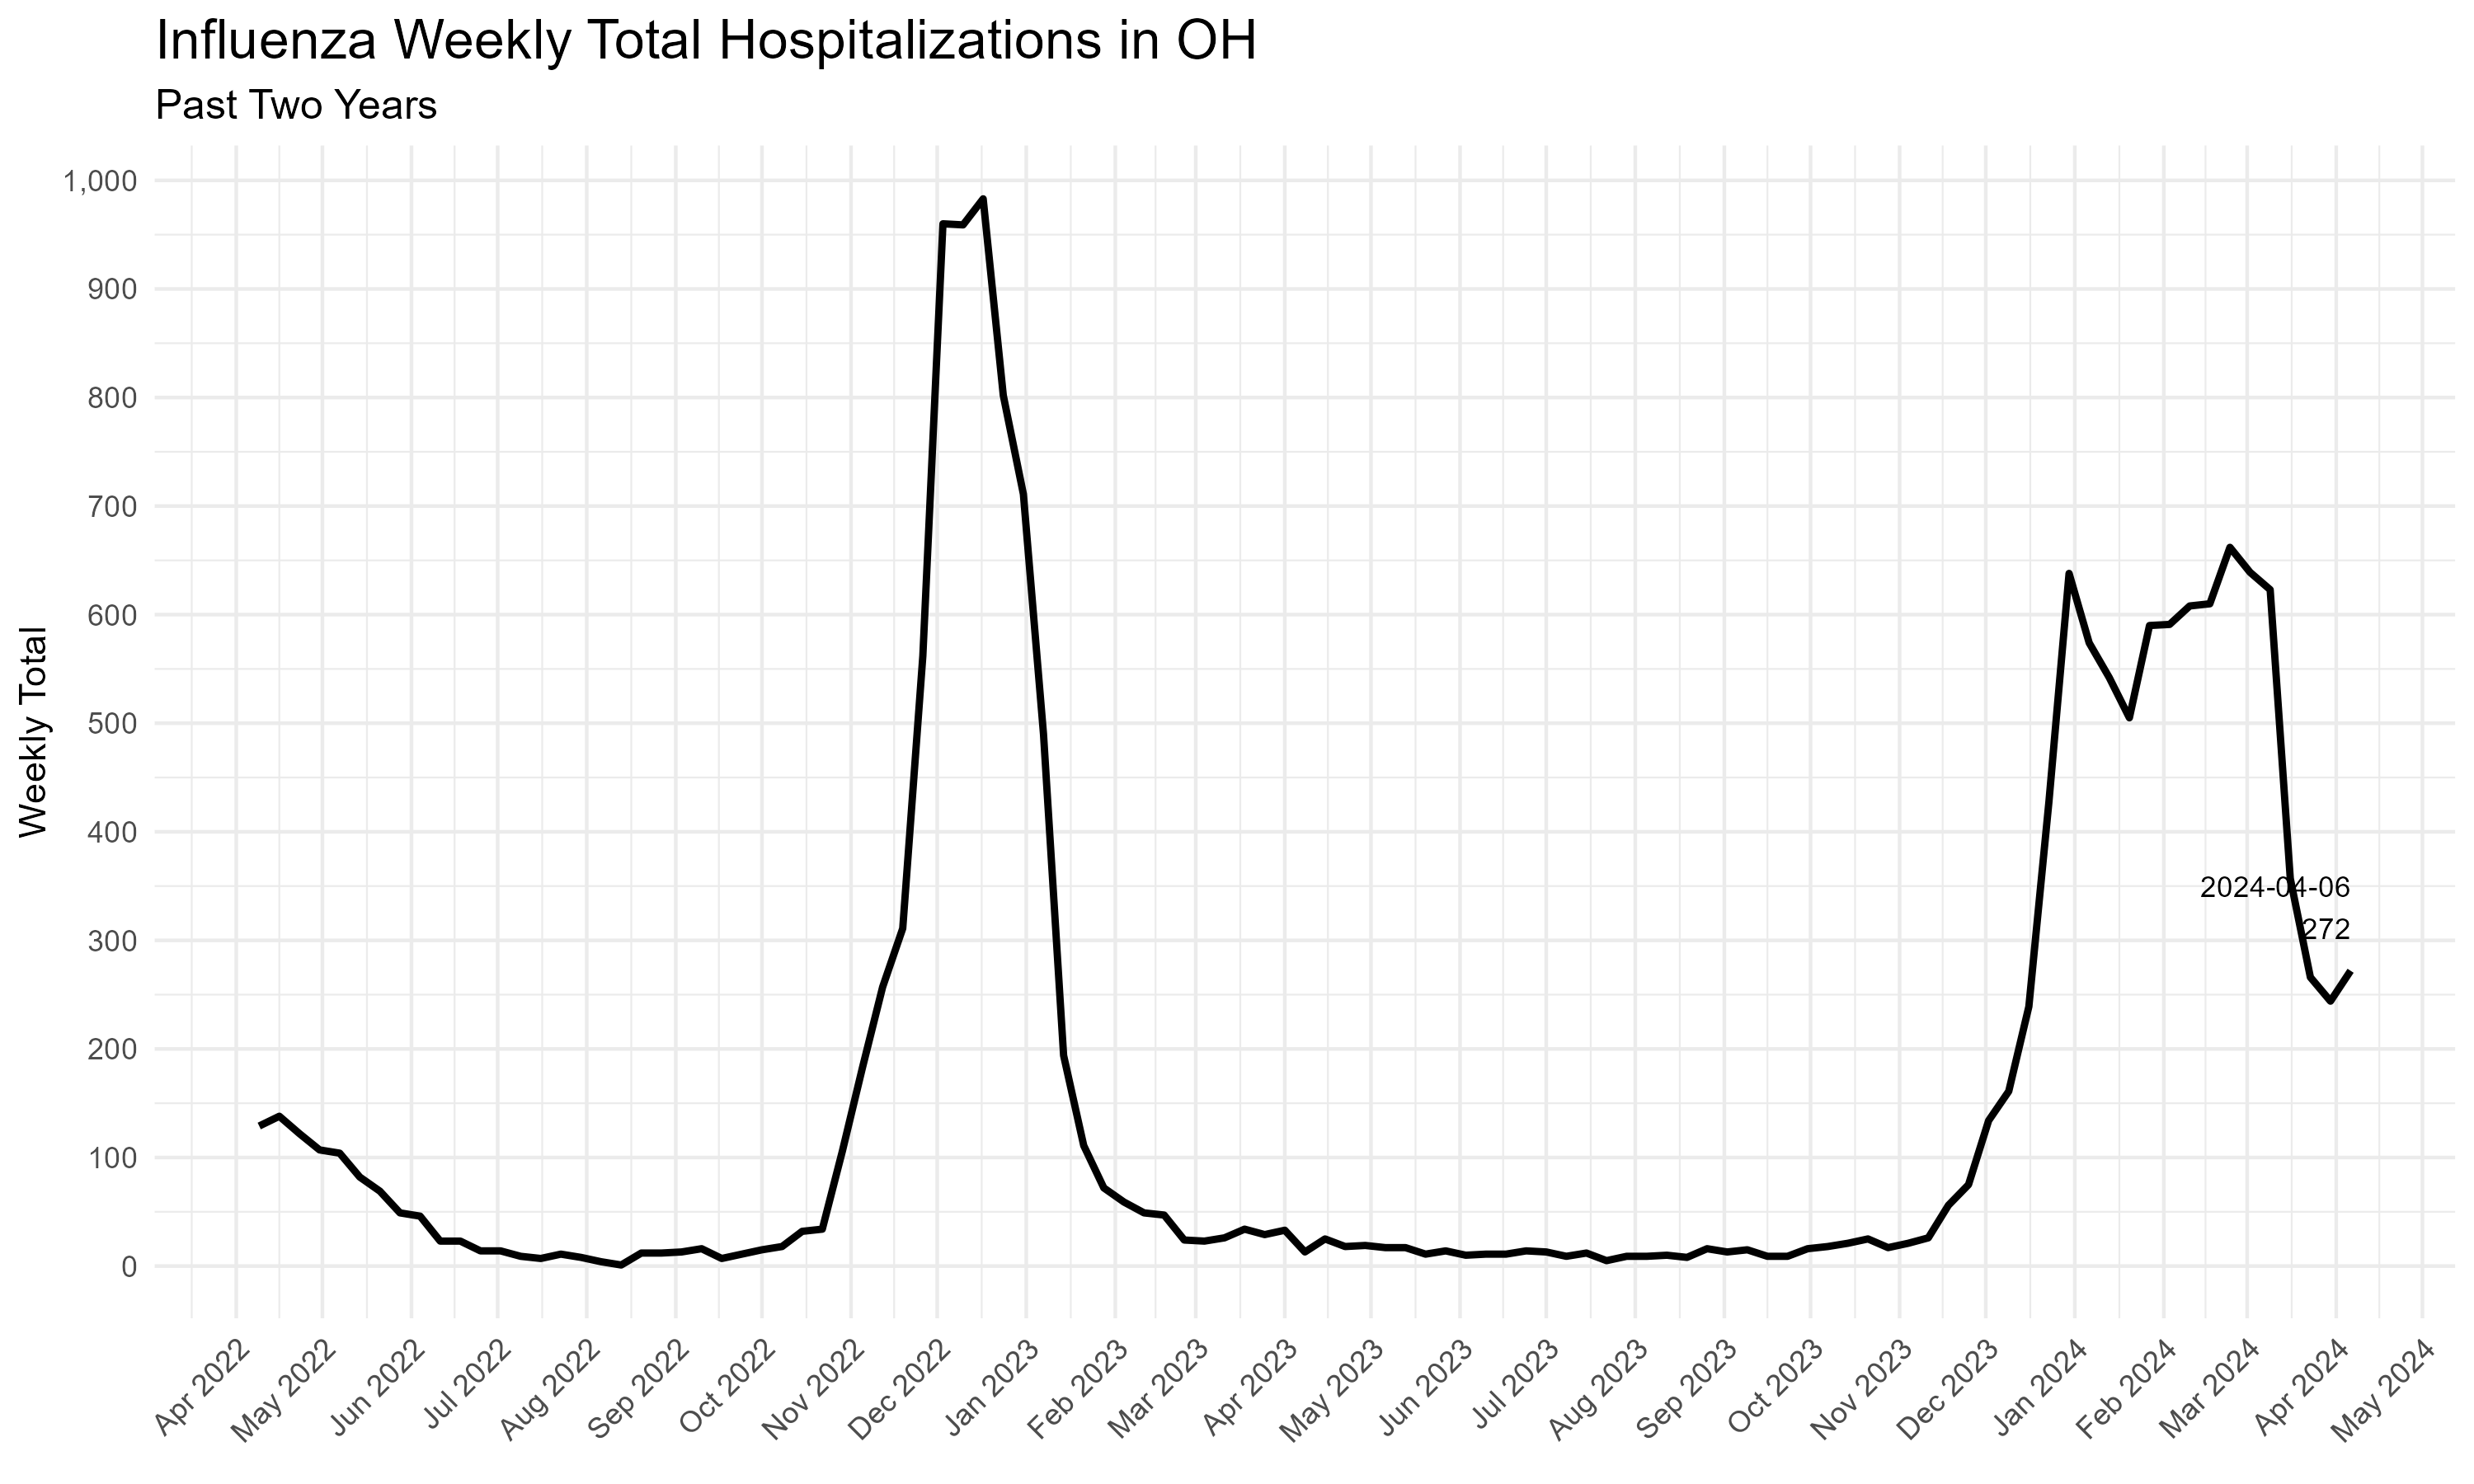 Influenza Weekly Total Hospitalizations in OH
Past Two Years
1,000
900
800
700
600
500
400
300
200
100
0
Weekly Total
2024-04-06
272
Apr 2022
May 2022
Jun 2022
Jul 2022
Aug 2022
Sep 2022
Oct 2022
Nov 2022
Dec 2022
Jan 2023
Feb 2023
Mar 2023
Apr 2023
May 2023
Jun 2023
Jul 2023
Aug 2023
Sep 2023
Oct 2023
Nov 2023
Dec 2023
Jan 2024
Feb 2024
Mar 2024
Apr 2024
May 2024